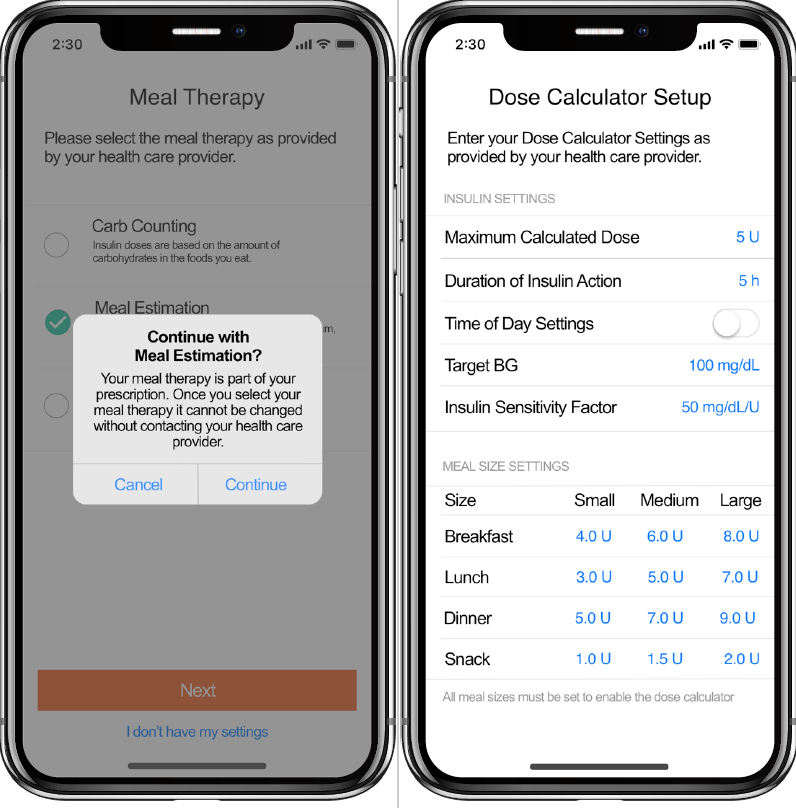 2:30
Meal Therapy
Please select the meal therapy as provided
by your health care provider.
Carb Counting
Insulin doses are based on the amount of
carbohydrates in the foods you eat.
Meal Estimation
m,
Continue with
Meal Estimation?
Your meal therapy is part of your
prescription. Once you select your
meal therapy it cannot be changed
without contacting your health care
provider.
Cancel Continue
Next
I don't have my settings
2:30
Dose Calculator Setup
Enter your Dose Calculator Settings as
provided by your health care provider.
INSULIN SETTINGS
Maximum Calculated Dose 5 U
Duration of Insulin Action 5 h
Time of Day Settings
Target BG 100 mg/dL
Insulin Sensitivity Factor 50 mg/dL/U
MEAL SIZE SETTINGS
Size Small Medium Large
Breakfast 4.0 U 6.0 U 8.0 U
Lunch 3.0 U 5.0 U 7.0 U
Dinner 5.0 U 7.0 U 9.0 U
Snack 1.0 U 1.5 U 2.0 U
All meal sizes must be set to enable the dose calculator